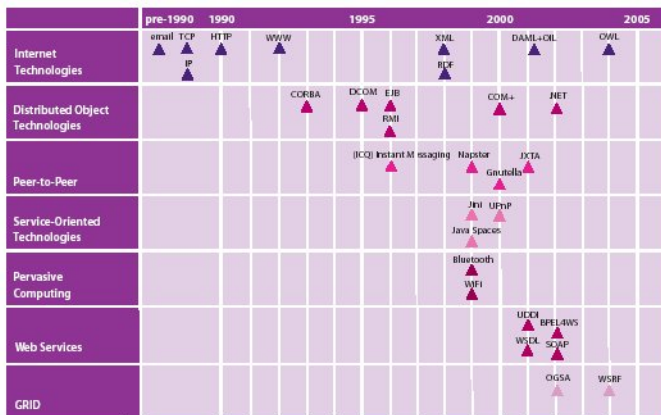 pre-1990 1990 1995 2000 2005
Internet Technologies
email TCP HTTP WWW XML DAML+OIL OWL
IP RDF
Distributed Object Technologies
CORBA DCOM EJB COM+ .NET
RMI
Peer-to-Peer
(ICQ) Instant Messaging Napster JXTA
Gnutella
Service-Oriented Technologies
Jini UPnP
Java Spaces
Pervasive Computing
Bluetooth
WIFI
Web Services
UDDI BPEL4WS
WSDL SOAP
GRID
OGSA WSRF